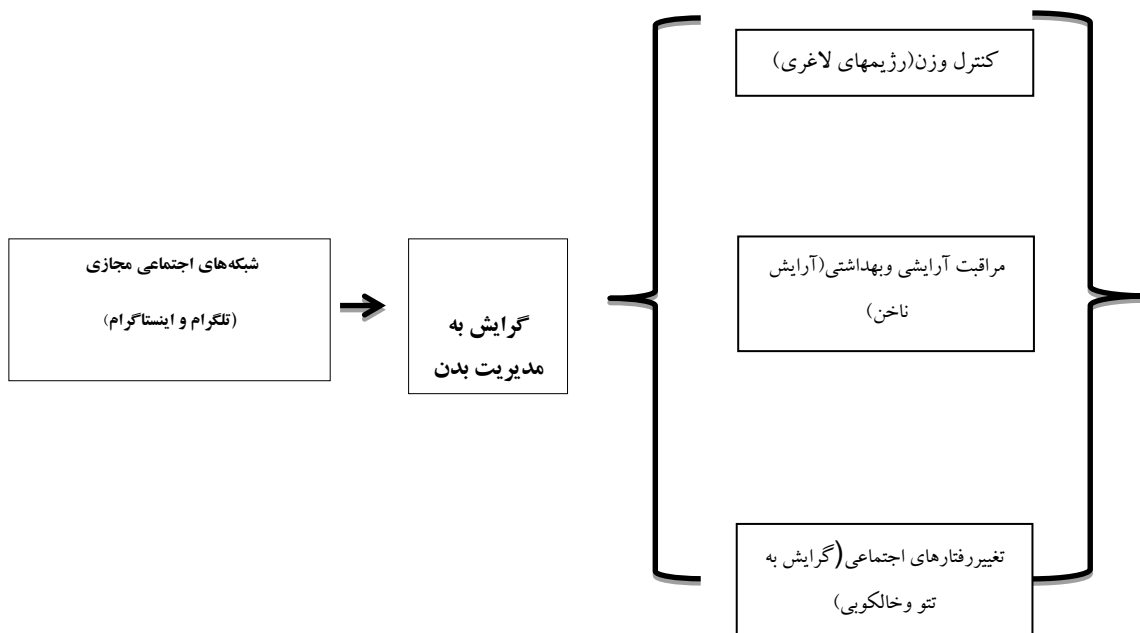 کنترل وزن(رژیمهای لاغری)
شبکه‌های اجتماعی مجازی
(تلگرام و اینستاگرام)
گرایش به
مدیریت بدن
مراقبت آرایشی وبهداشتی(آرایش
ناخن)
تغییررفتارهای اجتماعی(گرایش به
تتو وخالکوبی)